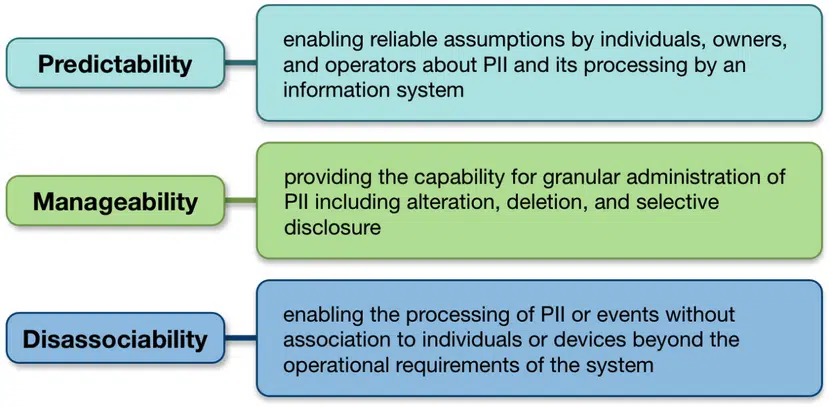 Predictability
enabling reliable assumptions by individuals, owners,
and operators about PII and its processing by an
information system
Manageability
providing the capability for granular administration of
PII including alteration, deletion, and selective
disclosure
Disassociability
enabling the processing of PII or events without
association to individuals or devices beyond the
operational requirements of the system